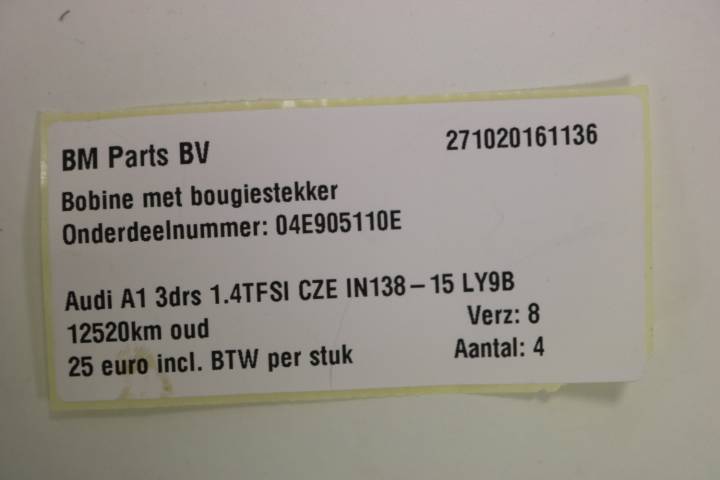 BM Parts BV
271020161136
Bobine met bougiestekker
Onderdeelnummer: 04E905110E
Audi A1 3drs 1.4TFSI CZE IN138-15 LY9B
12520km oud
Verz: 8
25 euro incl. BTW per stuk
Aantal: 4